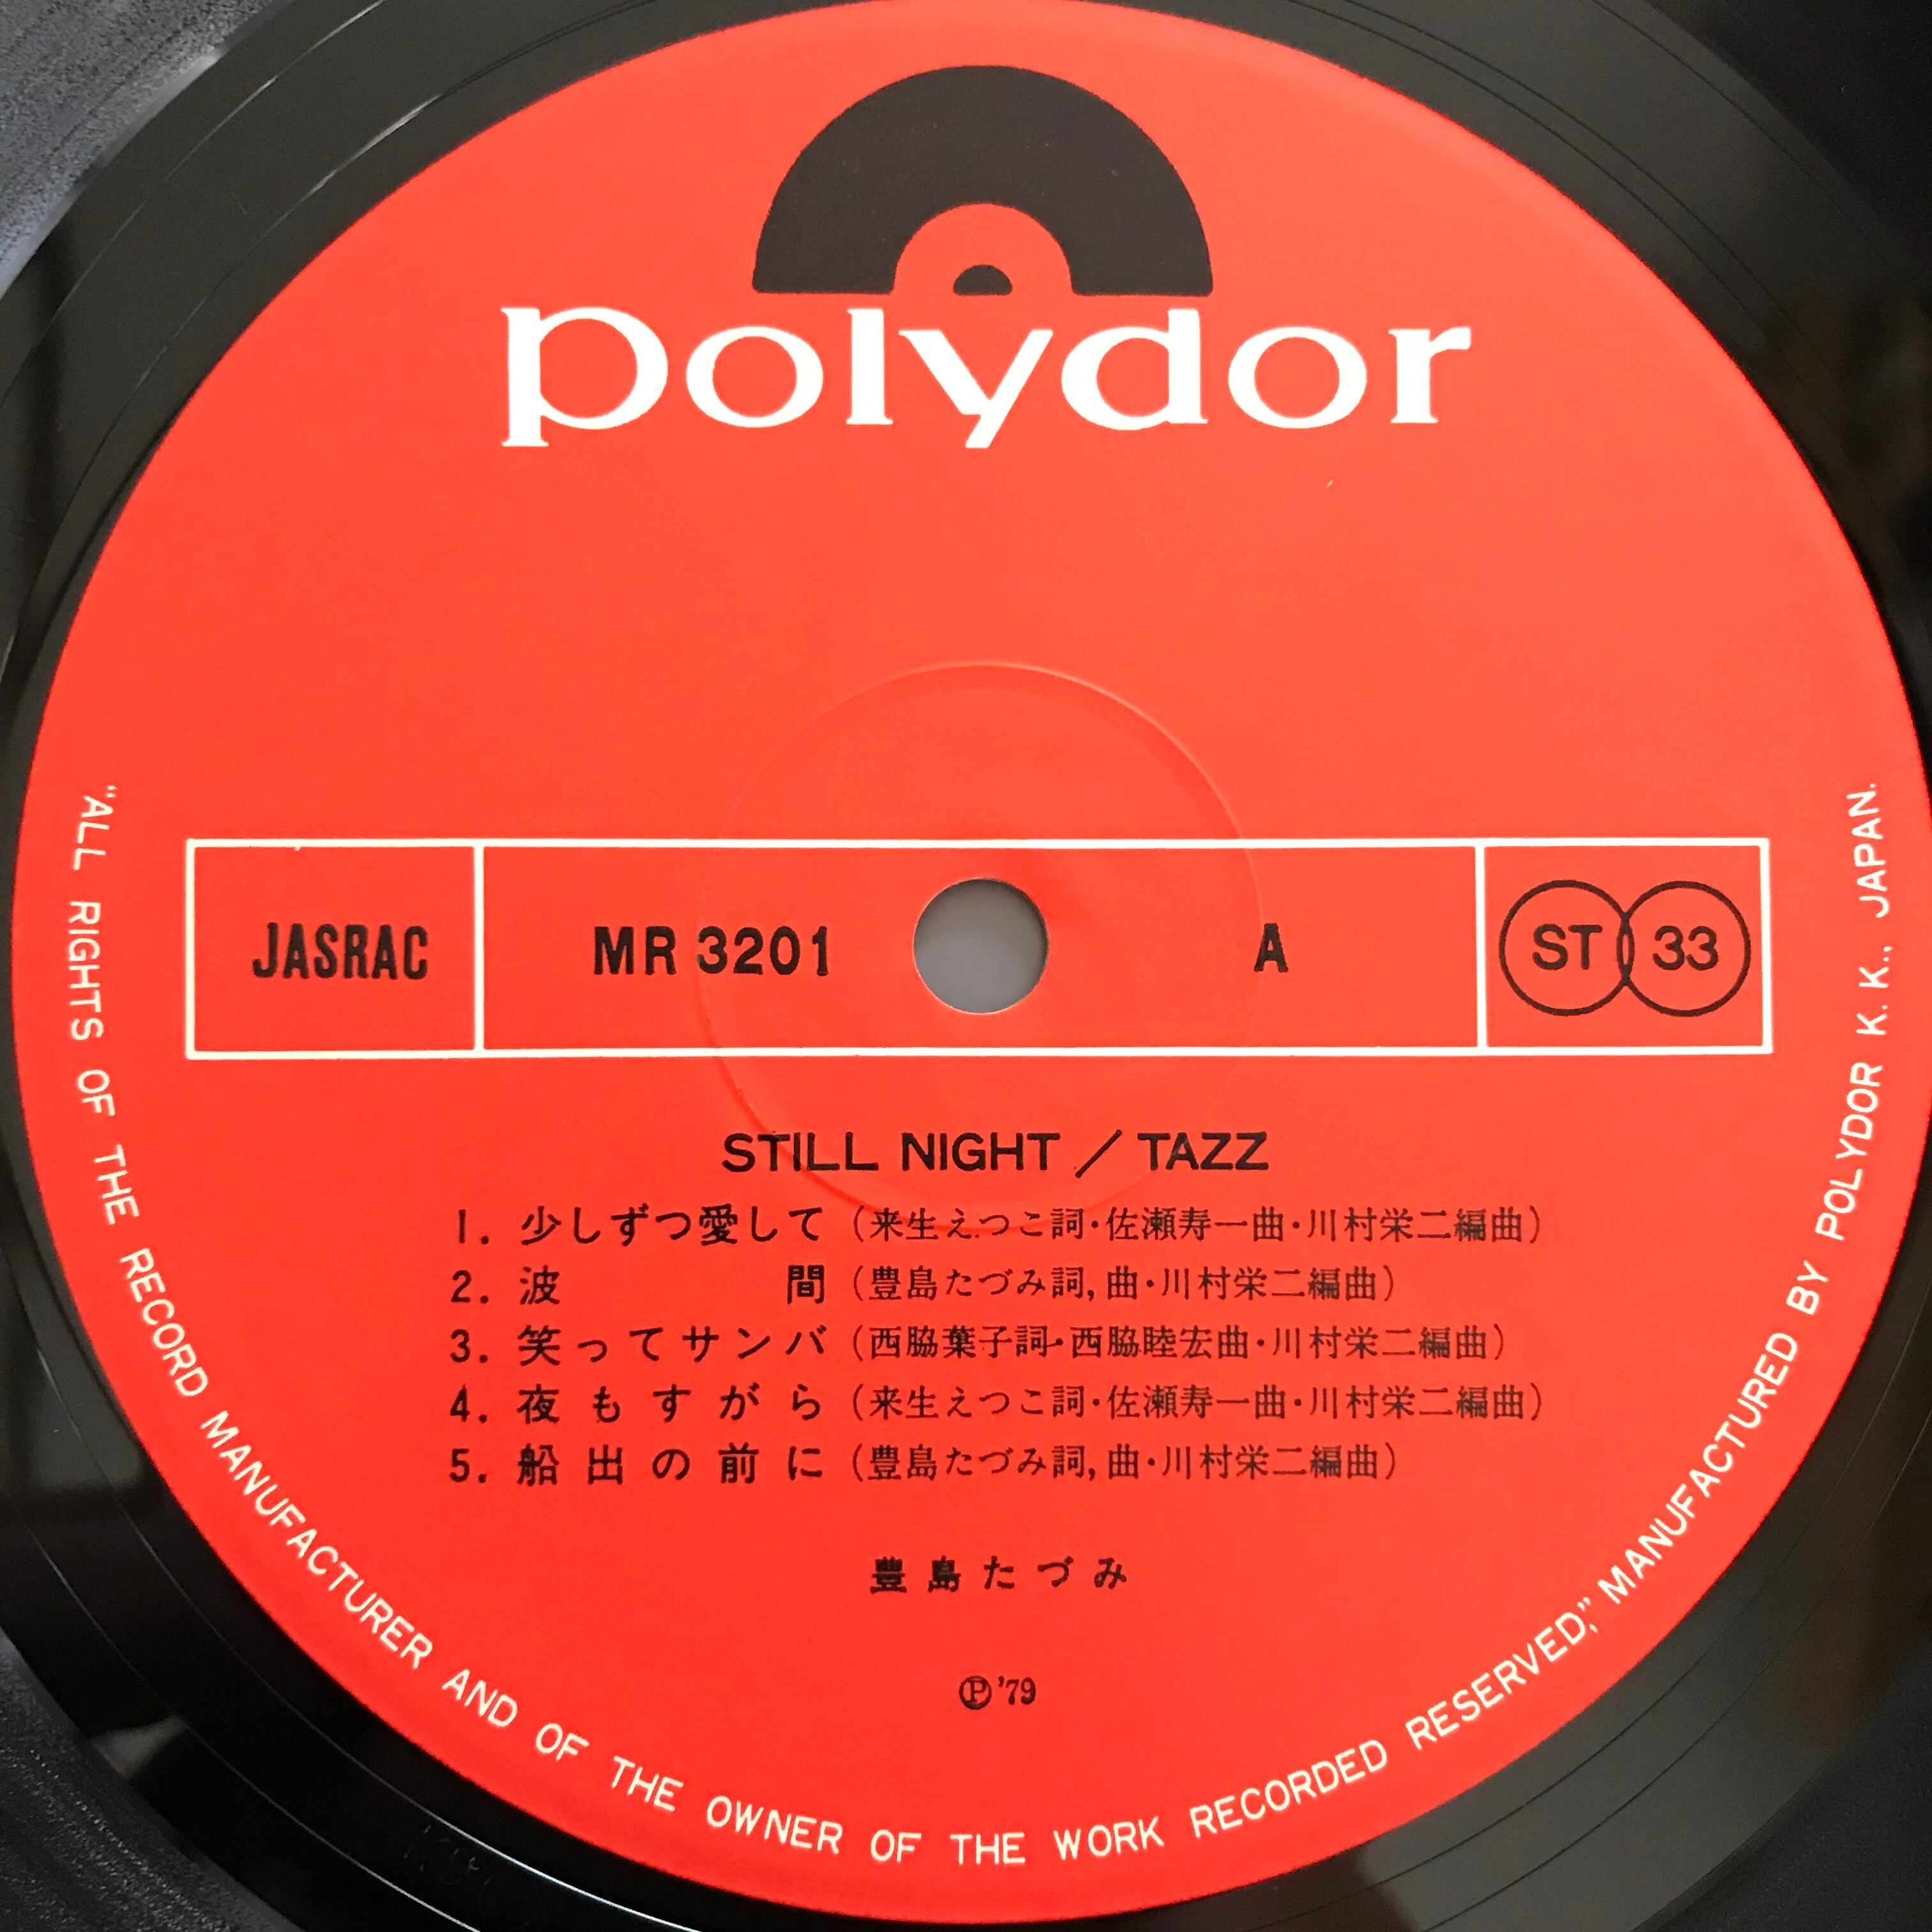 polydor
JASRAC
MR 3201
A
ST 33
STILL NIGHT / TAZZ
1. 少しずつ愛して (来生えつこ詞・佐瀬寿一曲・川村栄二編曲)
2. 波間 (豊島たづみ詞, 曲・川村栄二編曲)
3. 笑ってサンバ (西脇葉子詞・西脇睦宏曲・川村栄二編曲)
4. 夜もすがら (来生えつこ詞・佐瀬寿一曲・川村栄二編曲)
5. 船出の前に (豊島たづみ詞, 曲・川村栄二編曲)
豊島たづみ
℗'79
"ALL RIGHTS OF THE RECORD MANUFACTURER AND OF THE OWNER OF THE WORK RECORDED RESERVED," MANUFACTURED BY POLYDOR K.K., JAPAN.